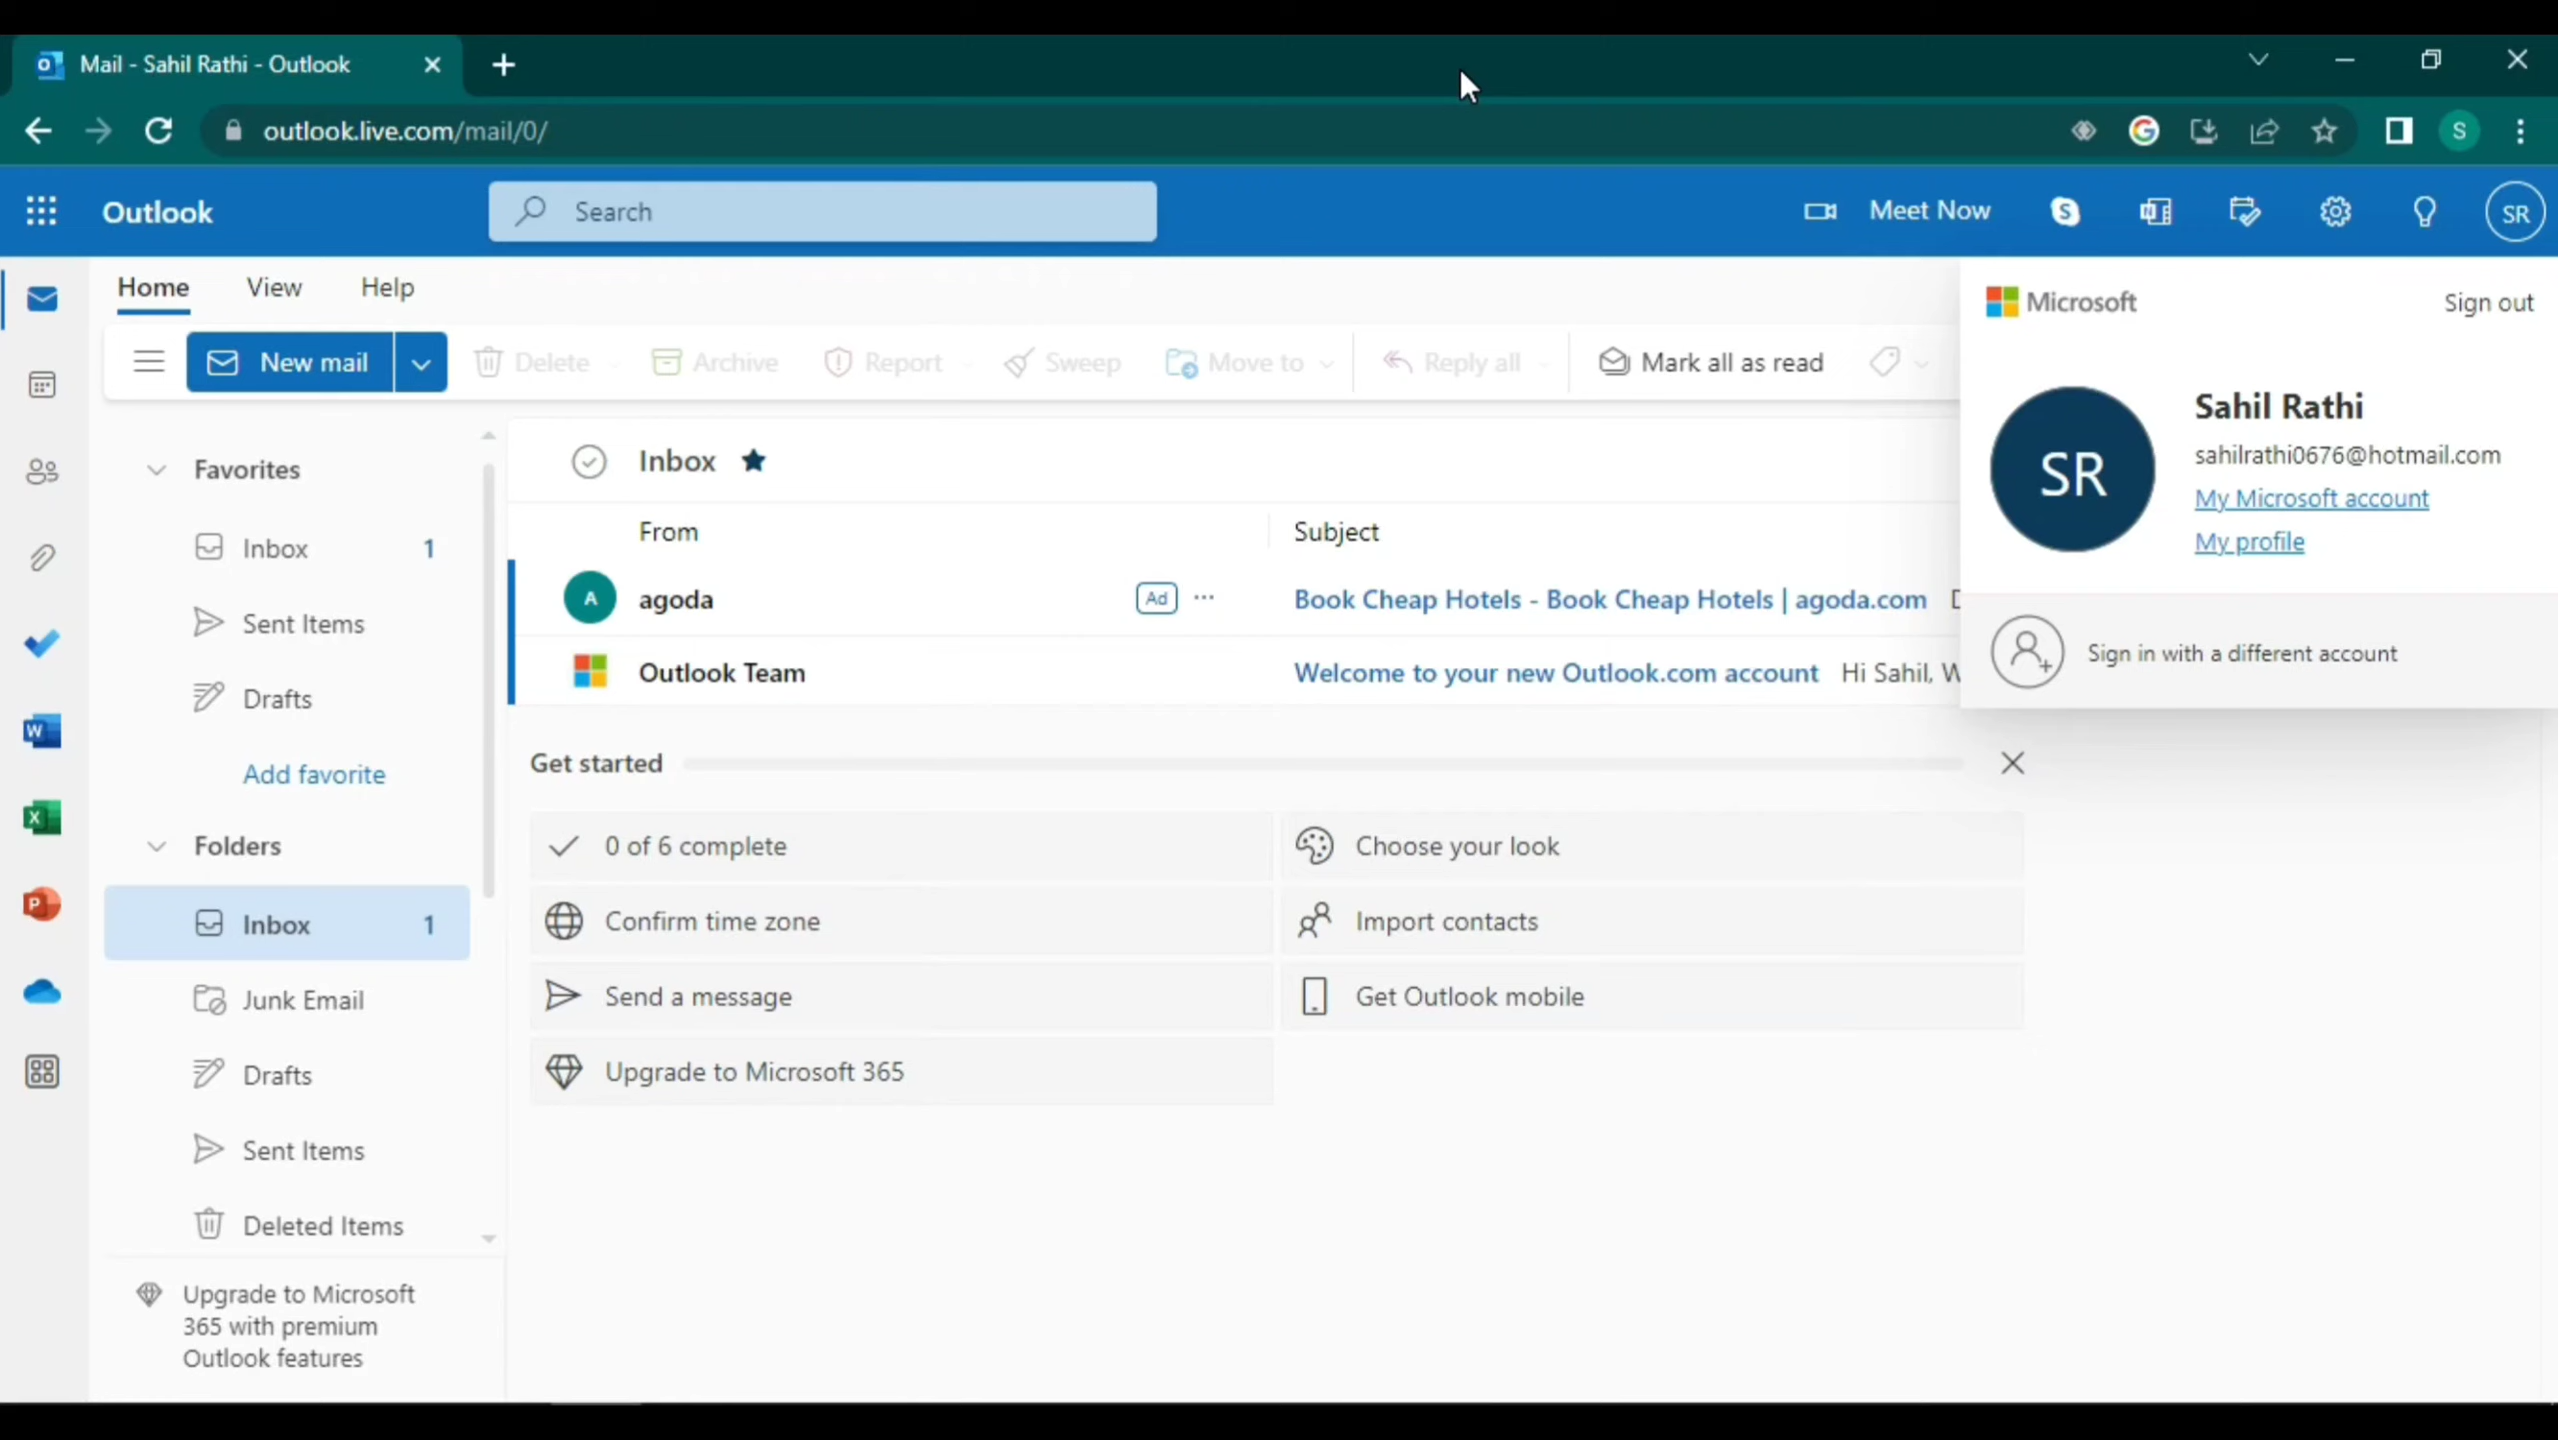 Mail - Sahil Rathi - Outlook
outlook.live.com/mail/0/
S
Outlook
Search
Meet Now
SR
Home View Help
New mail Delete Archive Report Sweep Move to Reply all Mark all as read
Microsoft
Sign out
SR
Sahil Rathi
sahilrathi0676@hotmail.com
My Microsoft account
My profile
Sign in with a different account
Favorites
Inbox 1
Sent Items
Drafts
Add favorite
Folders
Inbox 1
Junk Email
Drafts
Sent Items
Deleted Items
Upgrade to Microsoft
365 with premium
Outlook features
Inbox
From Subject
A agoda Ad Book Cheap Hotels - Book Cheap Hotels | agoda.com
Outlook Team Welcome to your new Outlook.com account Hi Sahil, W
Get started
0 of 6 complete
Choose your look
Confirm time zone
Import contacts
Send a message
Get Outlook mobile
Upgrade to Microsoft 365